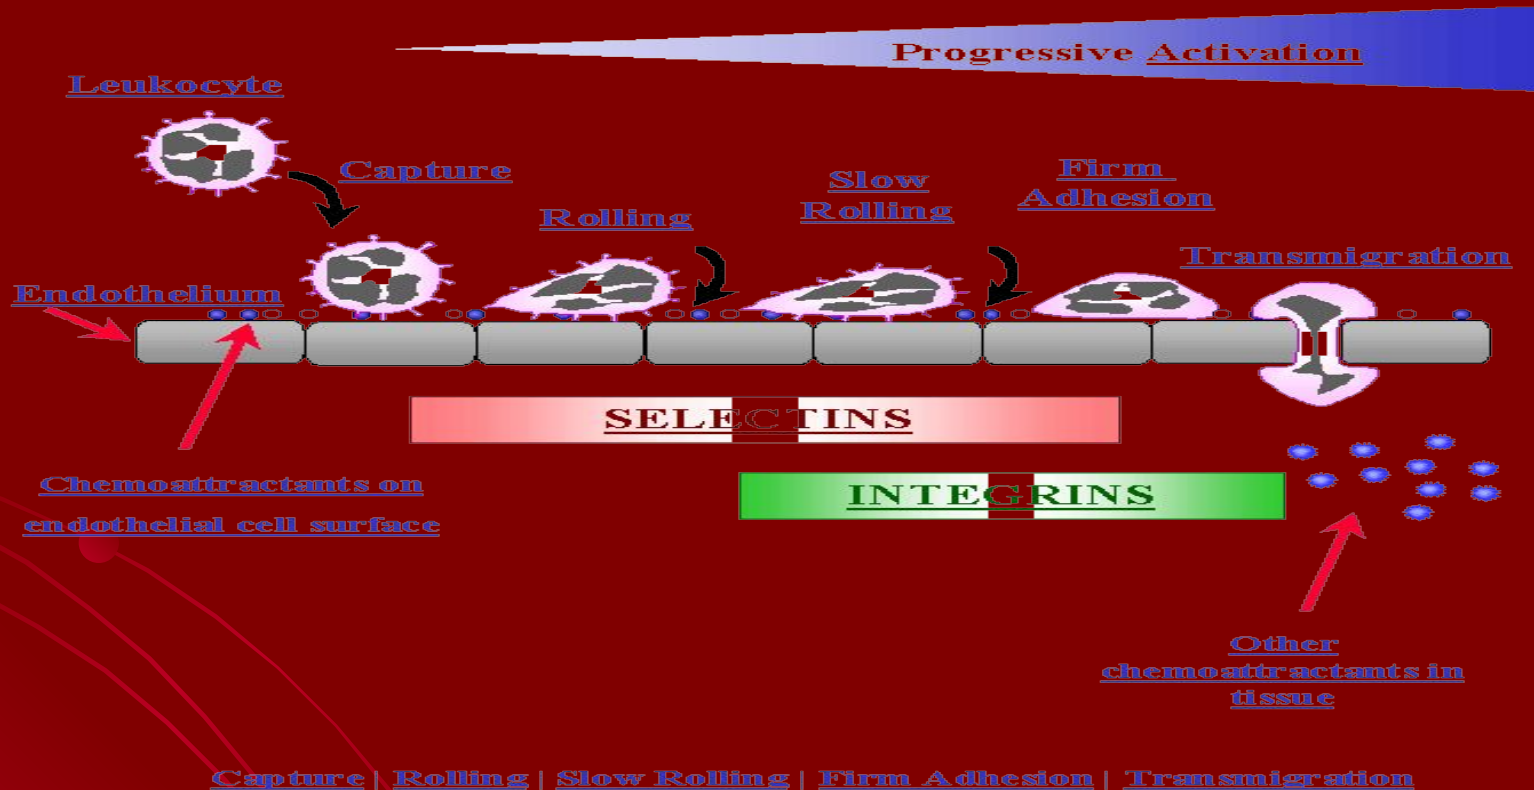 Progressive Activation
Leukocyte
Capture
Rolling
Slow
Rolling
Firm
Adhesion
Transmigration
Endothelium
SELECTINS
INTEGRINS
Chemoattractants on
endothelial cell surface
Other
chemoattractants in
tissue
Capture | Rolling | Slow Rolling | Firm Adhesion | Transmigration